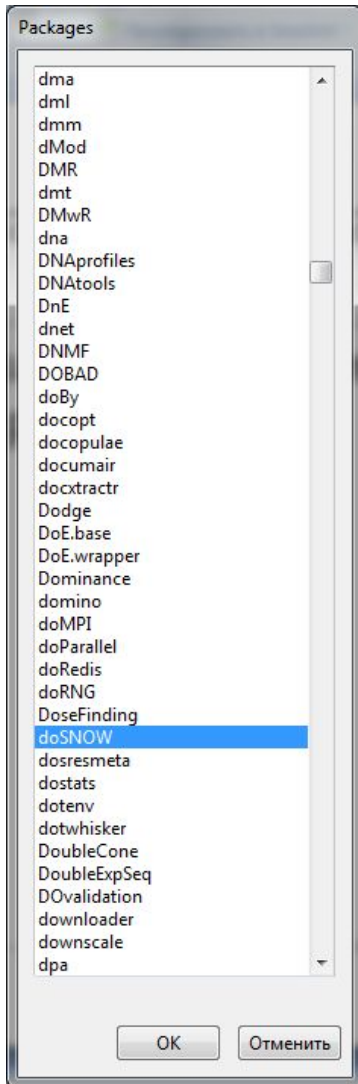 Packages
dma
dml
dmm
dMod
DMR
dmt
DMwR
dna
DNAprofiles
DNAtools
DnE
dnet
DNMF
DOBAD
doBy
docopt
docopulae
documair
docxtractr
Dodge
DoE.base
DoE.wrapper
Dominance
domino
doMPI
doParallel
doRedis
doRNG
DoseFinding
doSNOW
dosresmeta
dostats
dotenv
dotwhisker
DoubleCone
DoubleExpSeq
DOvalidation
downloader
downscale
dpa
OK Отменить